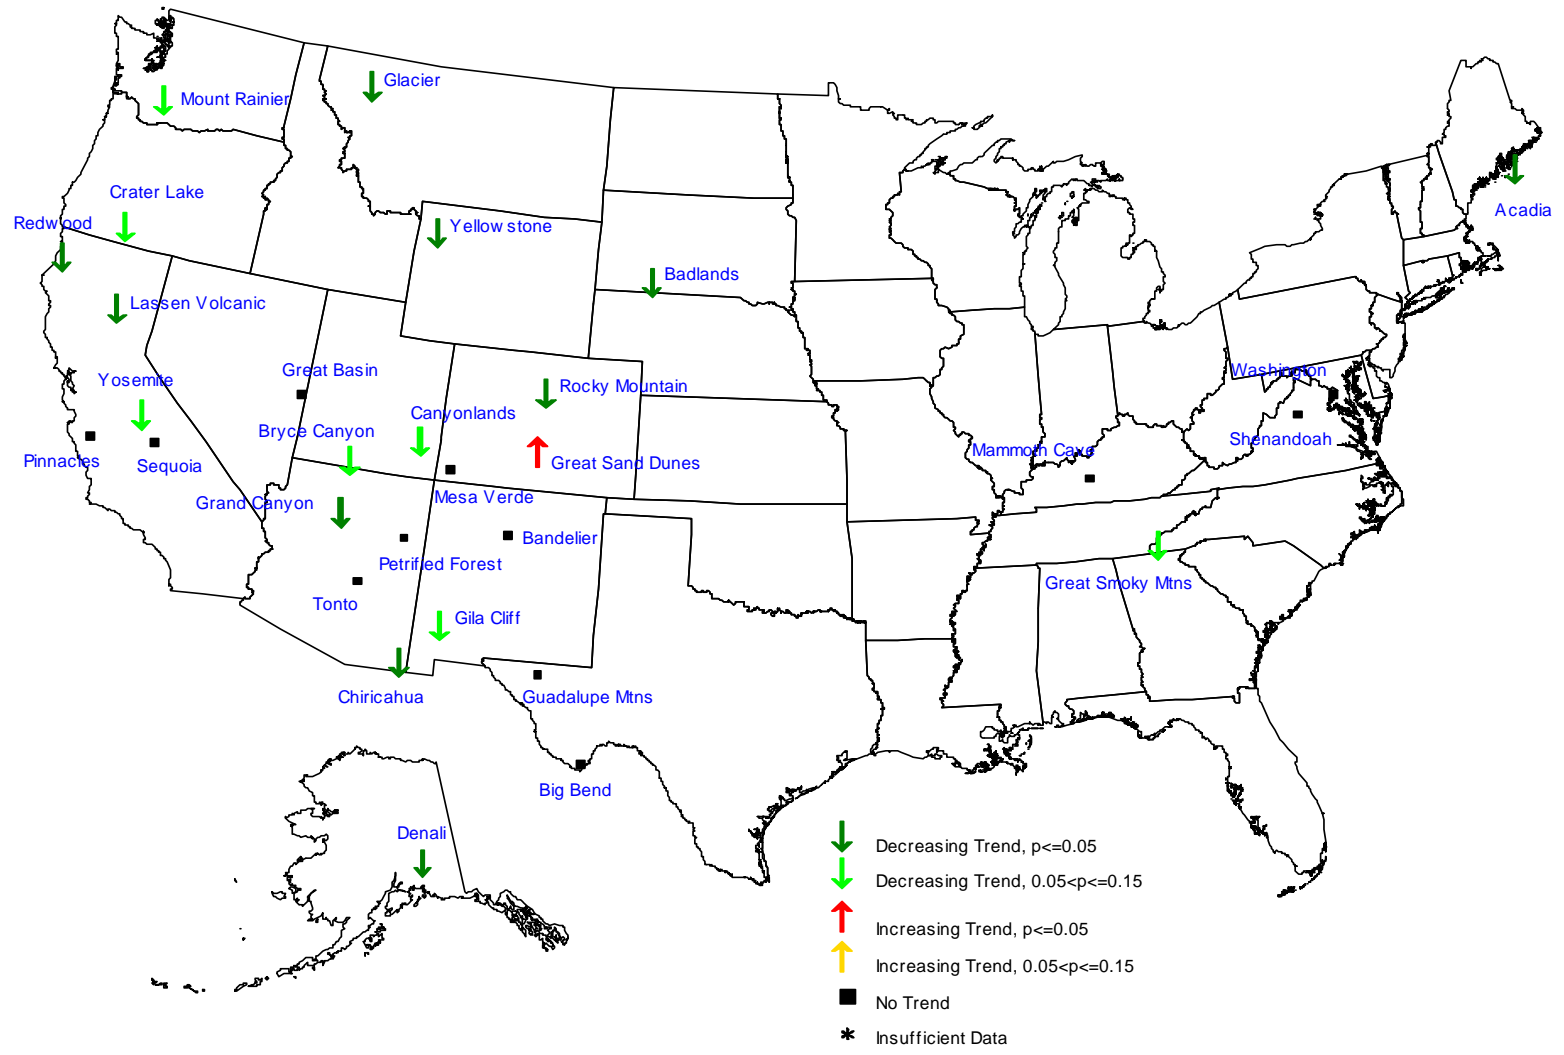 Glacier
Mount Rainier
Crater Lake
Redwood
Yellowstone
Acadia
Badlands
Lassen Volcanic
Great Basin
Yosemite
Rocky Mountain
Washington
Canyonlands
Bryce Canyon
Shenandoah
Mammoth Cave
Pinnacles
Sequoia
Great Sand Dunes
Mesa Verde
Grand Canyon
Bandelier
Petrified Forest
Great Smoky Mtns
Tonto
Gila Cliff
Chiricahua
Guadalupe Mtns
Big Bend
Denali
Decreasing Trend, p<=0.05
Decreasing Trend, 0.05<p<=0.15
Increasing Trend, p<=0.05
Increasing Trend, 0.05<p<=0.15
No Trend
Insufficient Data